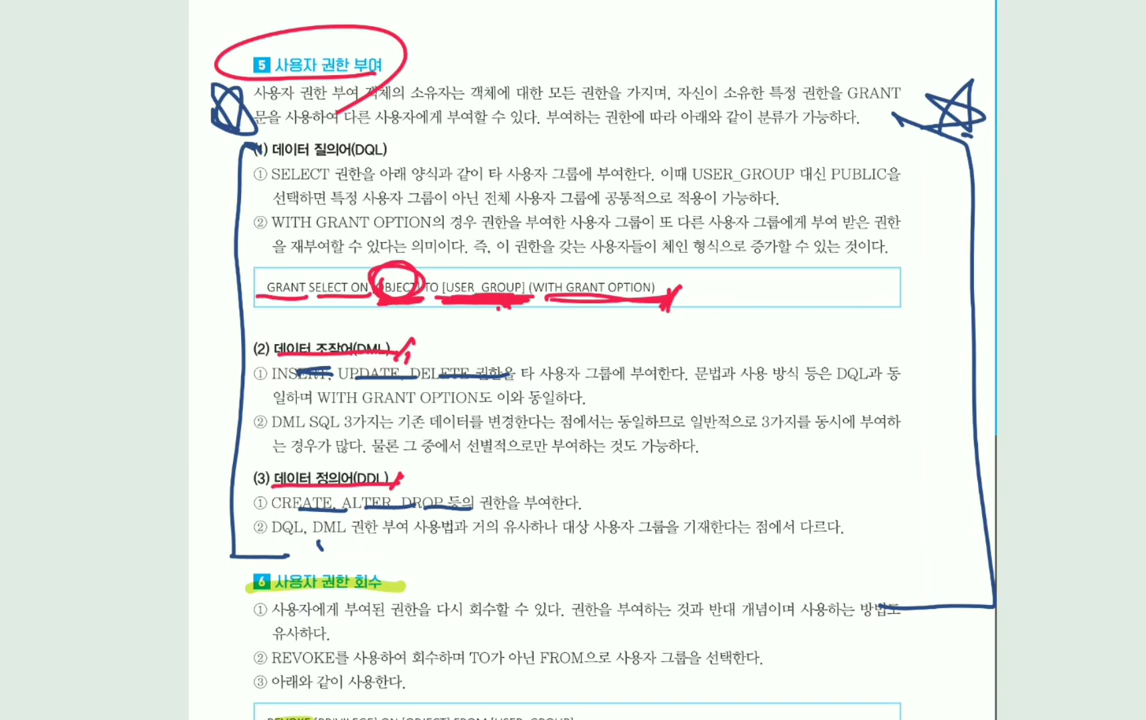 5 사용자 권한 부여
사용자 권한 부여 객체의 소유자는 객체에 대한 모든 권한을 가지며, 자신이 소유한 특정 권한을 GRANT
문을 사용하여 다른 사용자에게 부여할 수 있다. 부여하는 권한에 따라 아래와 같이 분류가 가능하다.
(1) 데이터 질의어(DQL)
① SELECT 권한을 아래 양식과 같이 타 사용자 그룹에 부여한다. 이때 USER_GROUP 대신 PUBLIC을
선택하면 특정 사용자 그룹이 아닌 전체 사용자 그룹에 공통적으로 적용이 가능하다.
② WITH GRANT OPTION의 경우 권한을 부여한 사용자 그룹이 또 다른 사용자 그룹에게 부여 받은 권한
을 재부여할 수 있다는 의미이다. 즉, 이 권한을 갖는 사용자들이 체인 형식으로 증가할 수 있는 것이다.
GRANT SELECT ON [OBJECT] TO [USER_GROUP] (WITH GRANT OPTION)
(2) 데이터 조작어(DML)
① INSERT, UPDATE, DELETE 권한을 타 사용자 그룹에 부여한다. 문법과 사용 방식 등은 DQL과 동
일하며 WITH GRANT OPTION도 이와 동일하다.
② DML SQL 3가지는 기존 데이터를 변경한다는 점에서는 동일하므로 일반적으로 3가지를 동시에 부여하
는 경우가 많다. 물론 그 중에서 선별적으로만 부여하는 것도 가능하다.
(3) 데이터 정의어(DDL)
① CREATE, ALTER, DROP 등의 권한을 부여한다.
② DQL, DML 권한 부여 사용법과 거의 유사하나 대상 사용자 그룹을 기재한다는 점에서 다르다.
6 사용자 권한 회수
① 사용자에게 부여된 권한을 다시 회수할 수 있다. 권한을 부여하는 것과 반대 개념이며 사용하는 방법도
유사하다.
② REVOKE를 사용하여 회수하며 TO가 아닌 FROM으로 사용자 그룹을 선택한다.
③ 아래와 같이 사용한다.
REVOKE [PRIVILEGE] ON [OBJECT] FROM [USER_GROUP]